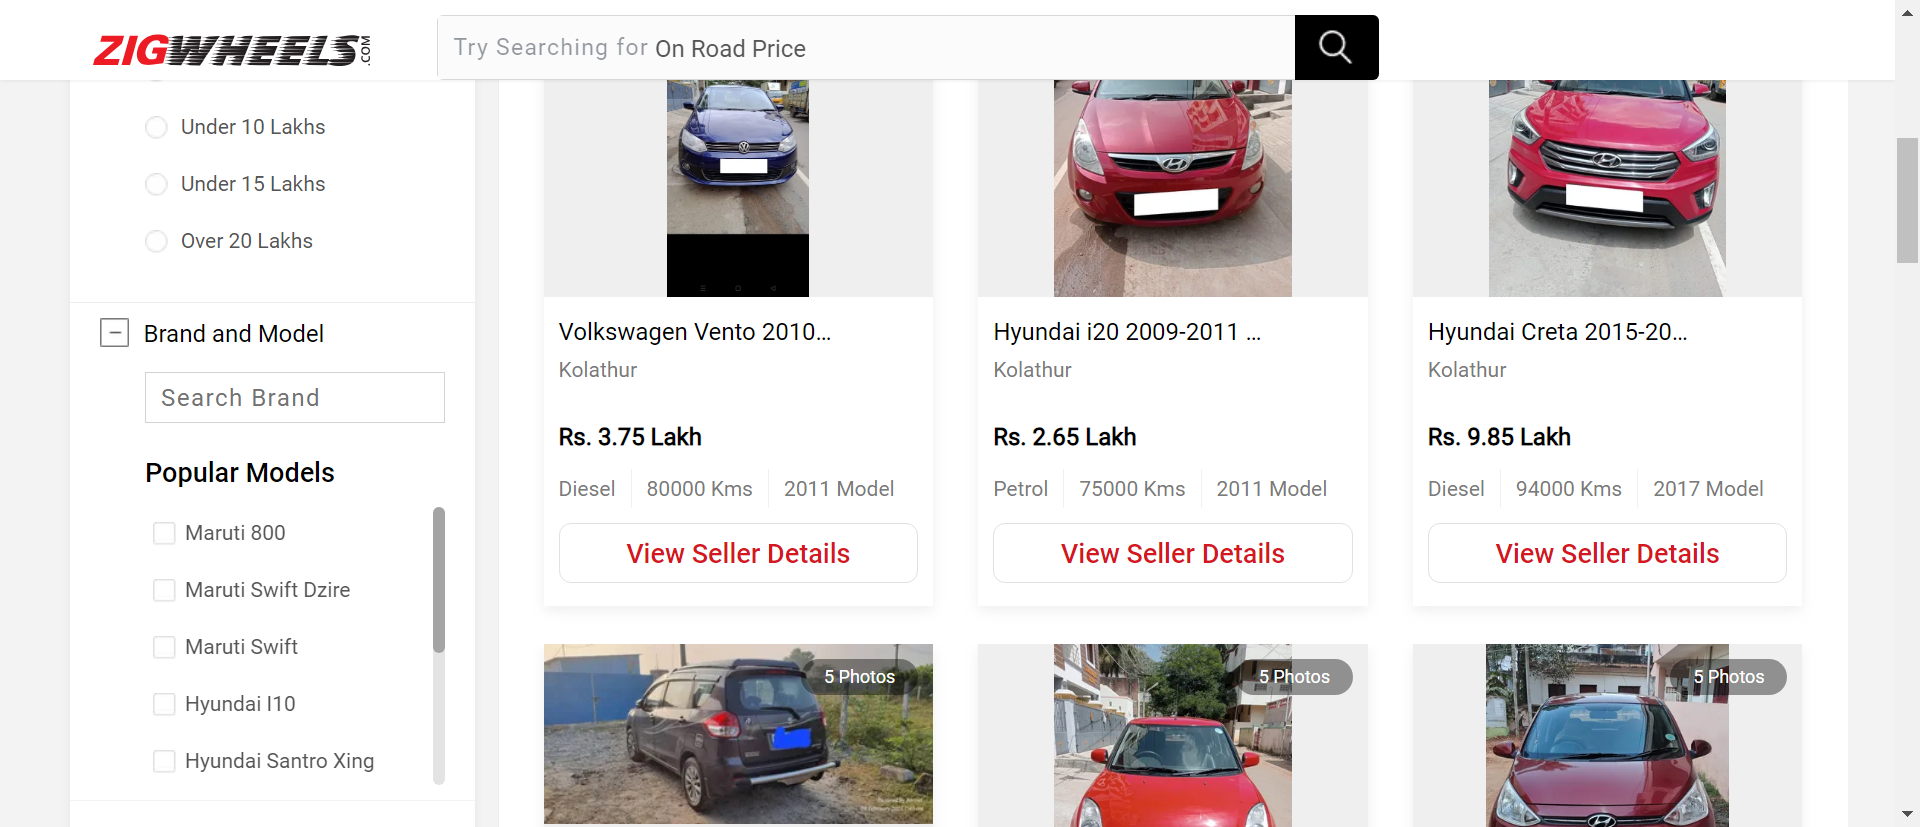 ZIGWHEELS.COM
Try Searching for On Road Price
Under 10 Lakhs
Under 15 Lakhs
Over 20 Lakhs
Brand and Model
Search Brand
Popular Models
Maruti 800
Maruti Swift Dzire
Maruti Swift
Hyundai I10
Hyundai Santro Xing
Volkswagen Vento 2010...
Kolathur
Rs. 3.75 Lakh
Diesel 80000 Kms 2011 Model
View Seller Details
Hyundai i20 2009-2011 ...
Kolathur
Rs. 2.65 Lakh
Petrol 75000 Kms 2011 Model
View Seller Details
Hyundai Creta 2015-20...
Kolathur
Rs. 9.85 Lakh
Diesel 94000 Kms 2017 Model
View Seller Details
5 Photos
5 Photos
5 Photos